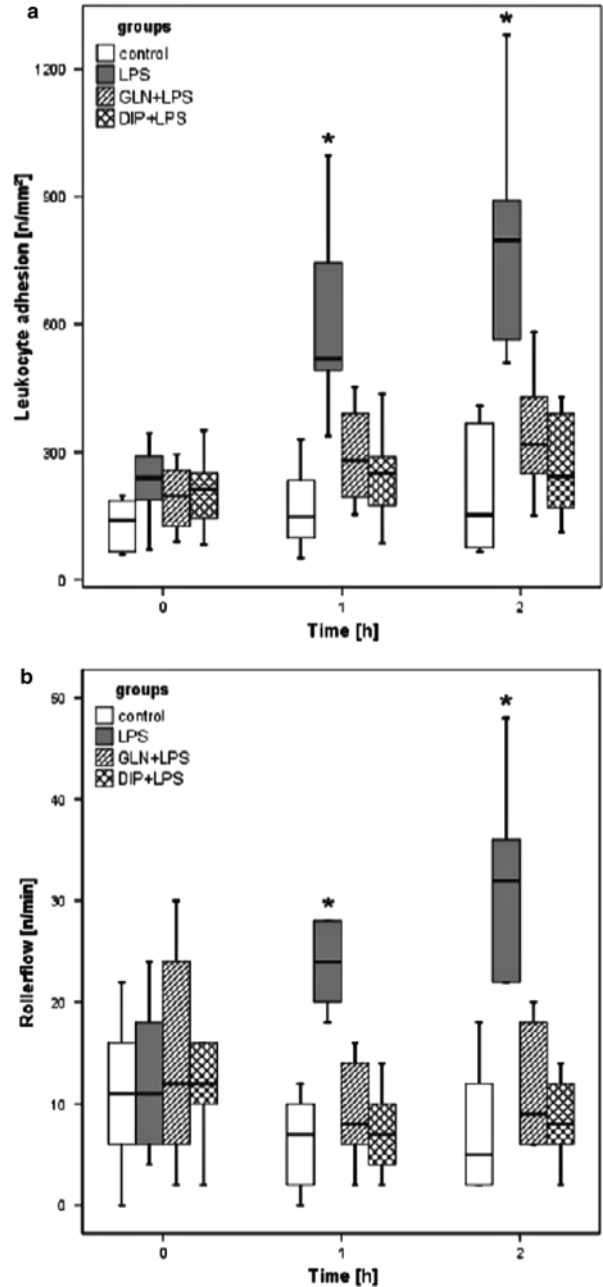 a
groups
control
LPS
GLN+LPS
DIP+LPS
*
*
1200
900
600
300
0
Leukocyte adhesion [n/mm²]
0
1
2
Time [h]
b
groups
control
LPS
GLN+LPS
DIP+LPS
*
*
50
40
30
20
10
0
Rollerflow [n/min]
0
1
2
Time [h]